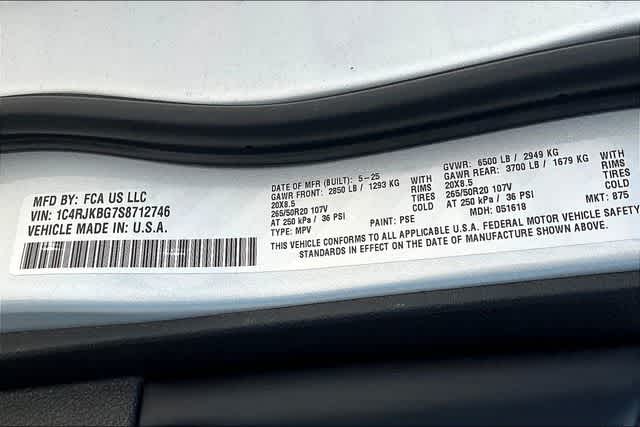 MFD BY: FCA US LLC
VIN: 1C4RJKBG7S8712746
VEHICLE MADE IN: U.S.A.
DATE OF MFR (BUILT): 5-25 GVWR: 6500 LB / 2949 KG
GAWR FRONT: 2850 LB / 1293 KG WITH GAWR REAR: 3700 LB / 1679 KG WITH
20X8.5 RIMS 20X8.5 RIMS
265/50R20 107V TIRES 265/50R20 107V TIRES
AT 250 kPa / 36 PSI COLD AT 250 kPa / 36 PSI COLD
TYPE: MPV PAINT: PSE MDH: 051618 MKT: 875
THIS VEHICLE CONFORMS TO ALL APPLICABLE U.S.A. FEDERAL MOTOR VEHICLE SAFETY
STANDARDS IN EFFECT ON THE DATE OF MANUFACTURE SHOWN ABOVE.